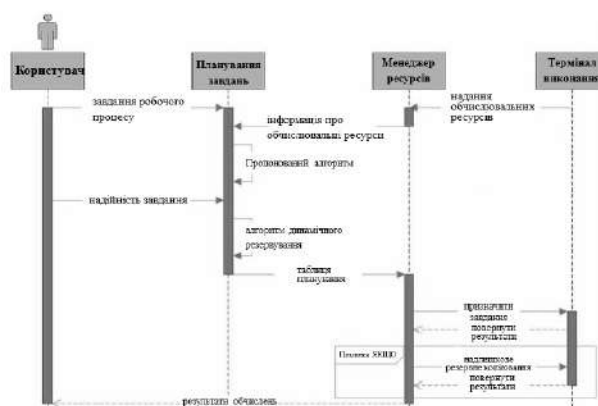 Користувач
Планування
завдань
Менеджер
ресурсів
Термінал
виконання
завдання робочого
процесу
надання
обчислювальних
ресурсів
інформація про
обчислювальні ресурси
Пропонований алгоритм
надійність завдання
алгоритм динамічного
резервування
таблиця
планування
призначити
завдання
повернути
результати
ЯКЩО
надлишкове
резервне копіювання
повернути
результати
результати обчислень